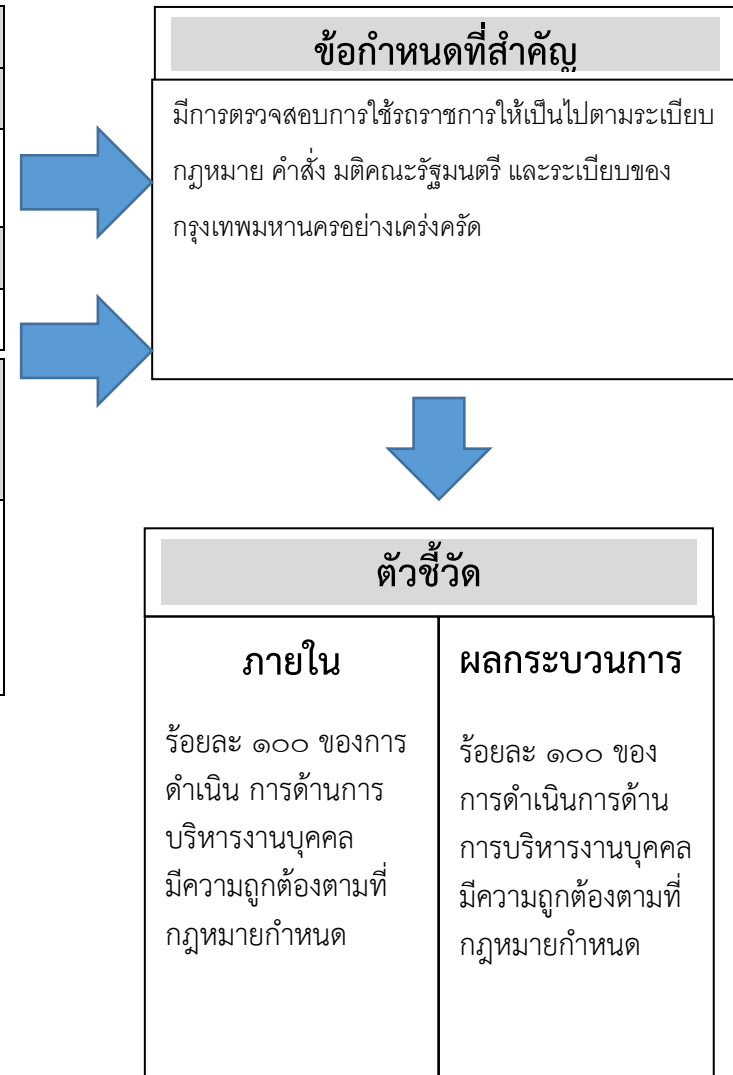 ข้อกำหนดที่สำคัญ
มีการตรวจสอบการใช้รถราชการให้เป็นไปตามระเบียบ
กฎหมาย คำสั่ง มติคณะรัฐมนตรี และระเบียบของ
กรุงเทพมหานครอย่างเคร่งครัด
ตัวชี้วัด
ภายใน
ร้อยละ ๑๐๐ ของการ
ดำเนิน การด้านการ
บริหารงานบุคคล
มีความถูกต้องตามที่
กฎหมายกำหนด
ผลกระบวนการ
ร้อยละ ๑๐๐ ของ
การดำเนินการด้าน
การบริหารงานบุคคล
มีความถูกต้องตามที่
กฎหมายกำหนด